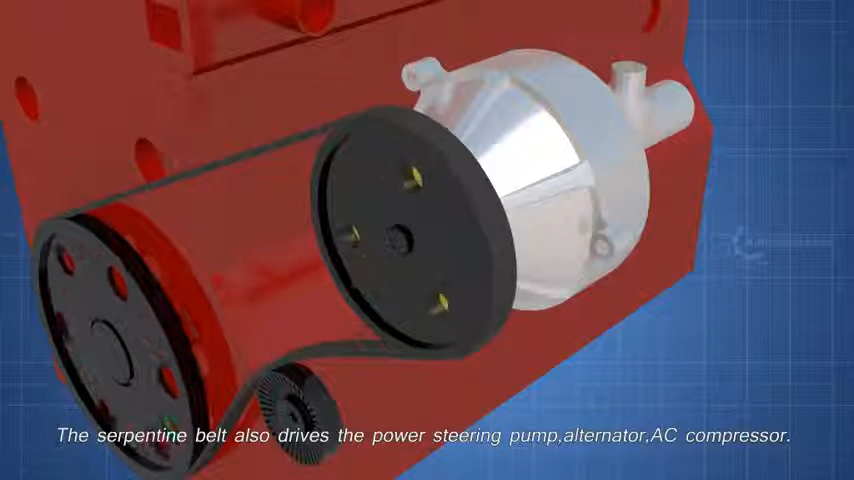 The serpentine belt also drives the power steering pump,alternator,AC compressor.